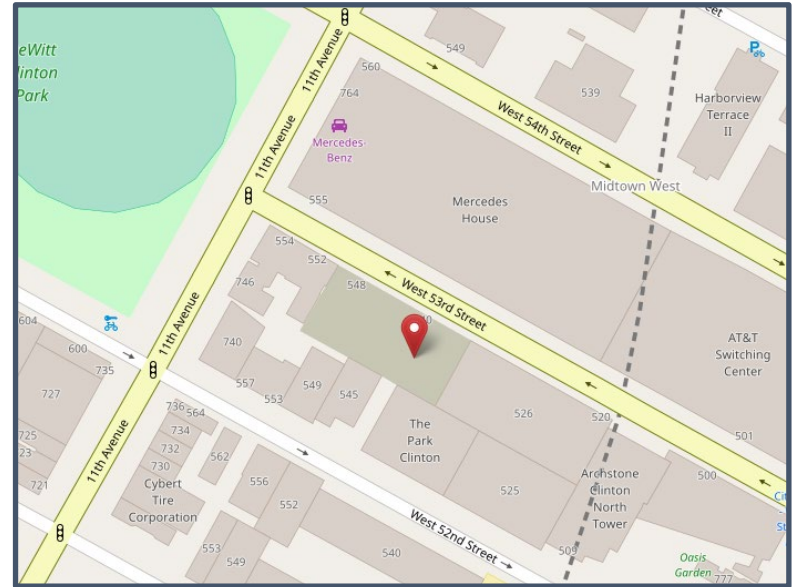 eWitt
linton
Park
11th Avenue
560
764
Mercedes-
Benz
555
549
539
Harborview
Terrace
II
West 54th Street
Midtown West
Mercedes
House
554
552
548
746
West 53rd Street
740
557
553
549
545
The
Park
Clinton
526
520
525
AT&T
Switching
Center
501
500
Archstone
Clinton
North
Tower
509
Oasis
Garden
777
11th Avenue
604
600
735
727
725
23
721
11th Avenue
11th Avenue
736
564
734
732
730
562
Cybert
Tire
Corporation
556
552
553
549
540
West 52nd Street